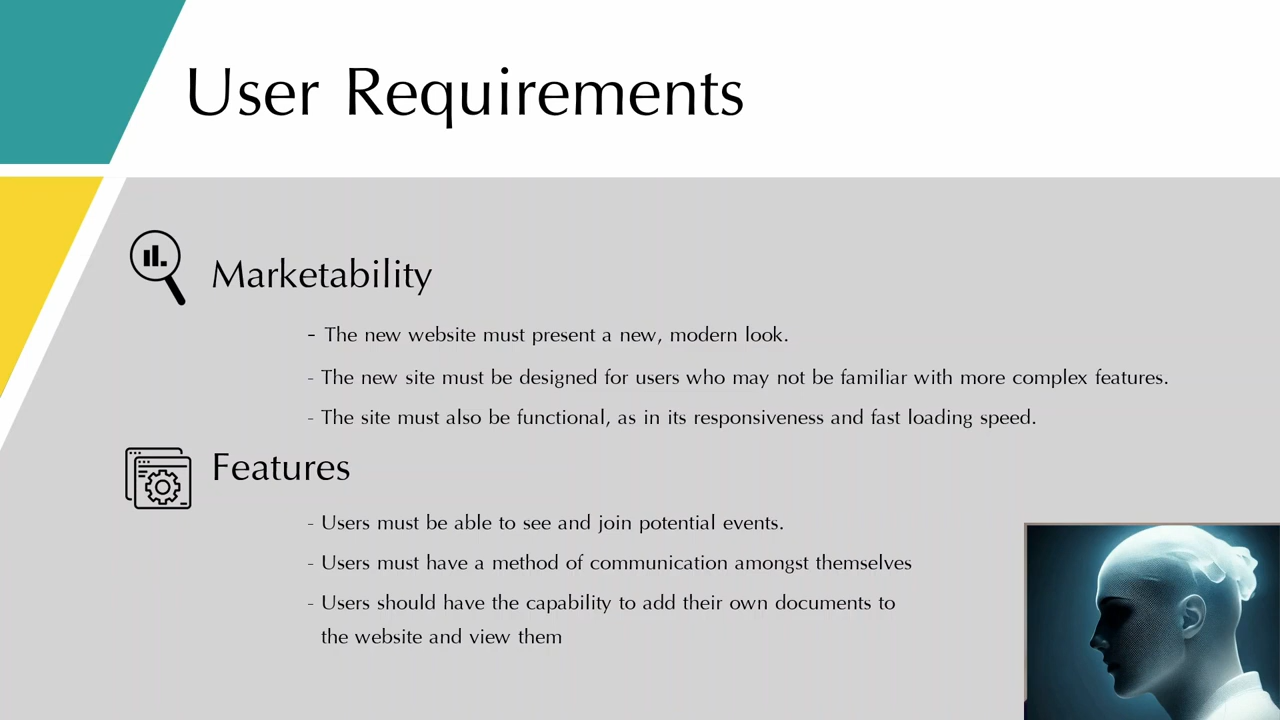 User Requirements
Marketability
- The new website must present a new, modern look.
- The new site must be designed for users who may not be familiar with more complex features.
- The site must also be functional, as in its responsiveness and fast loading speed.
Features
- Users must be able to see and join potential events.
- Users must have a method of communication amongst themselves
- Users should have the capability to add their own documents to
the website and view them